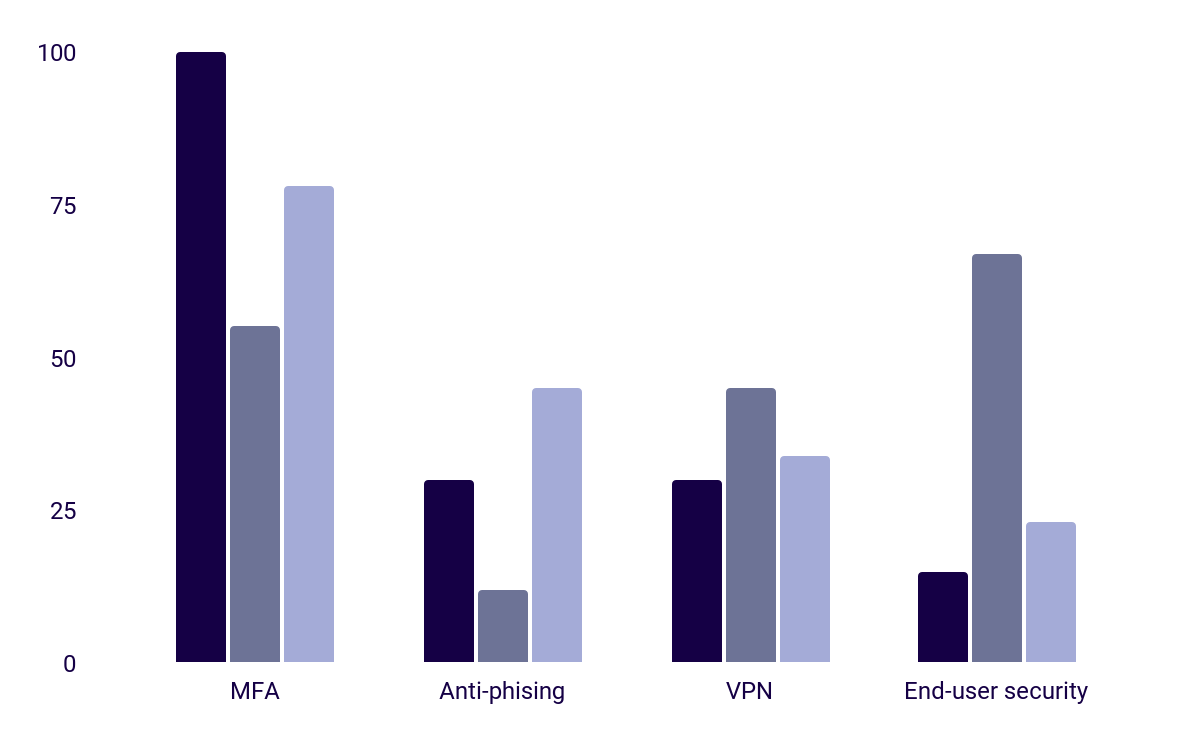 100
75
50
25
0
MFA
Anti-phising
VPN
End-user security